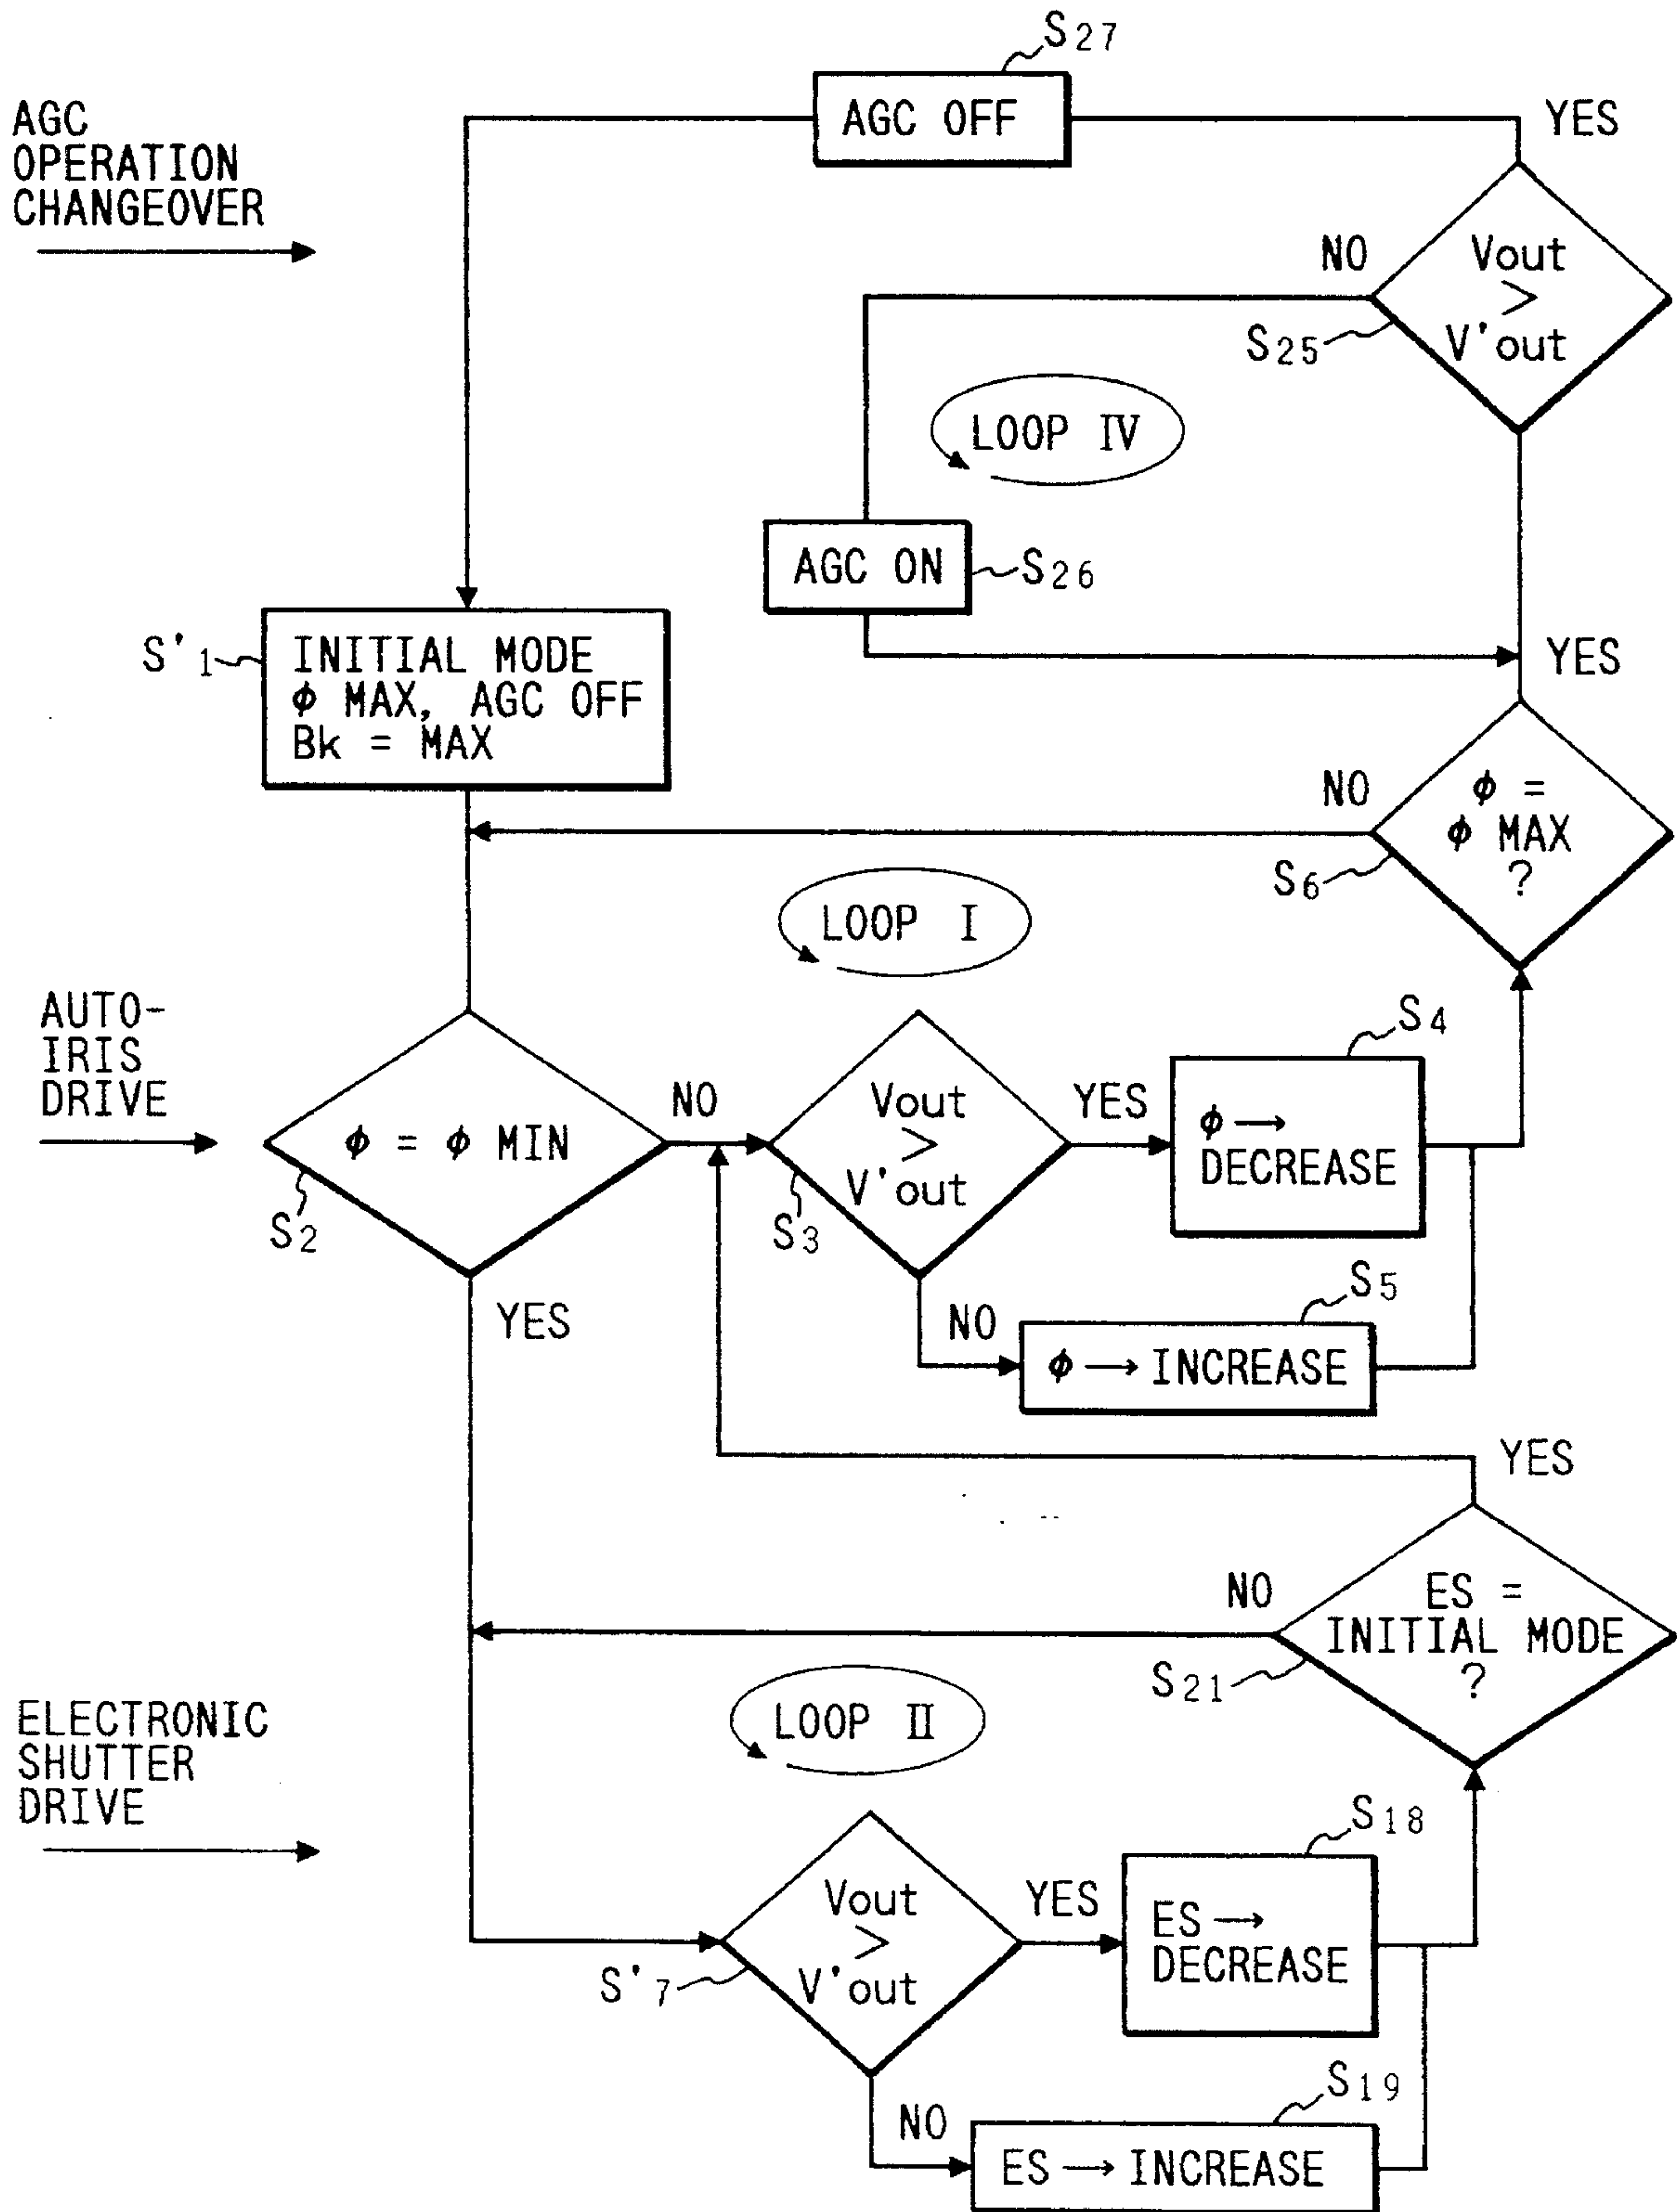 S27
AGC OFF
YES
AGC
OPERATION
CHANGEOVER
NO
Vout
>
V'out
S25
LOOP IV
AGC ON
S26
S'1
INITIAL MODE
φ MAX, AGC OFF
Bk = MAX
YES
NO
φ =
φ MAX
?
S6
LOOP I
AUTO-
IRIS
DRIVE
φ = φ MIN
S2
NO
Vout
>
V'out
S3
YES
S4
φ →
DECREASE
YES
NO
S5
φ → INCREASE
YES
NO
ES =
INITIAL MODE
?
S21
LOOP II
ELECTRONIC
SHUTTER
DRIVE
Vout
>
V'out
S'7
YES
S18
ES →
DECREASE
NO
S19
ES → INCREASE